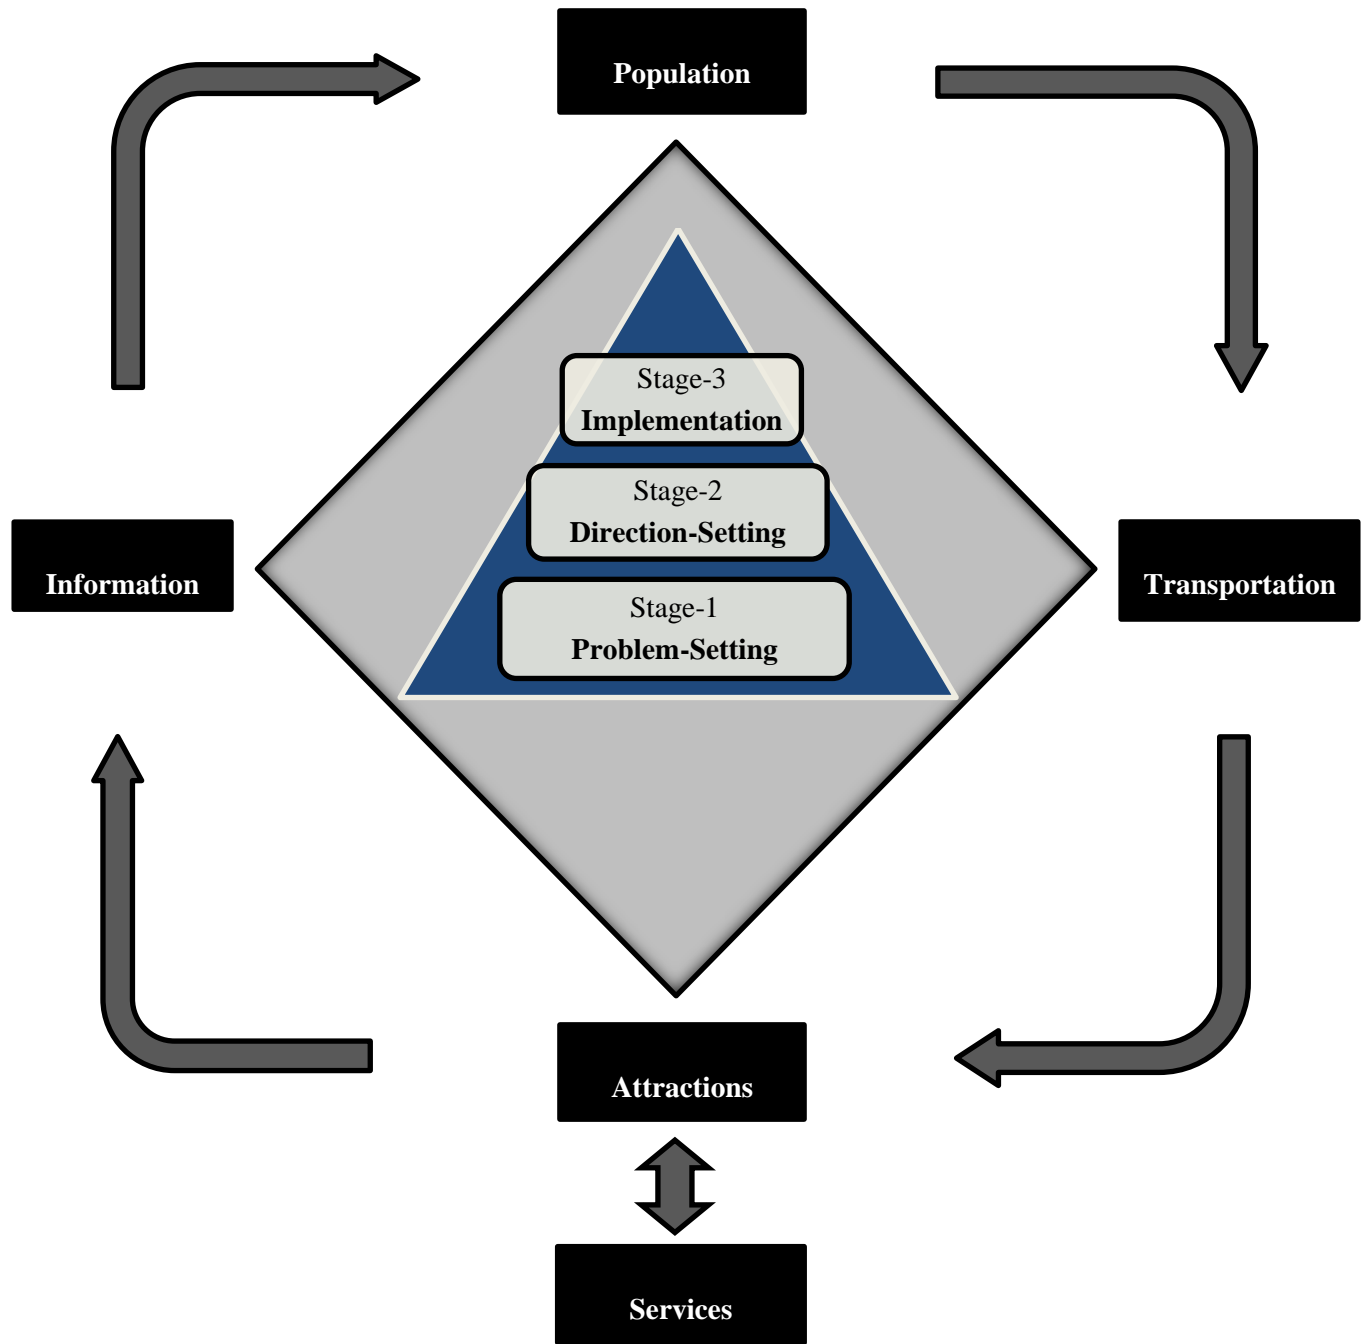 Population
Stage-3
Implementation
Stage-2
Direction-Setting
Information
Transportation
Stage-1
Problem-Setting
Attractions
Services